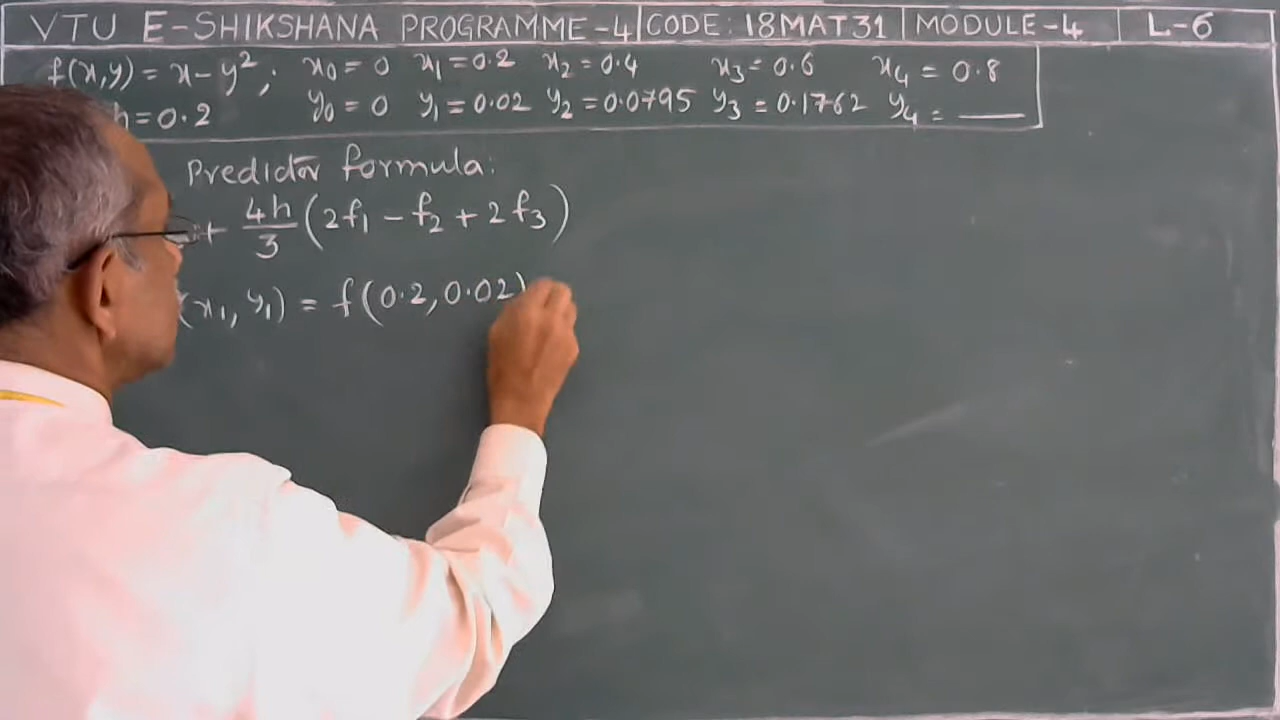 VTU E-SHIKSHANA PROGRAMME-4 CODE: 18MAT31 MODULE-4 L-6
f(x,y) = x-y²; x₀=0 x₁=0.2 x₂=0.4 x₃=0.6 x₄=0.8
h=0.2 y₀=0 y₁=0.02 y₂=0.0795 y₃=0.1762 y₄=___
Predictor formula:
+ 4h/3 (2f₁ - f₂ + 2f₃)
(x₁, y₁) = f(0.2, 0.02)